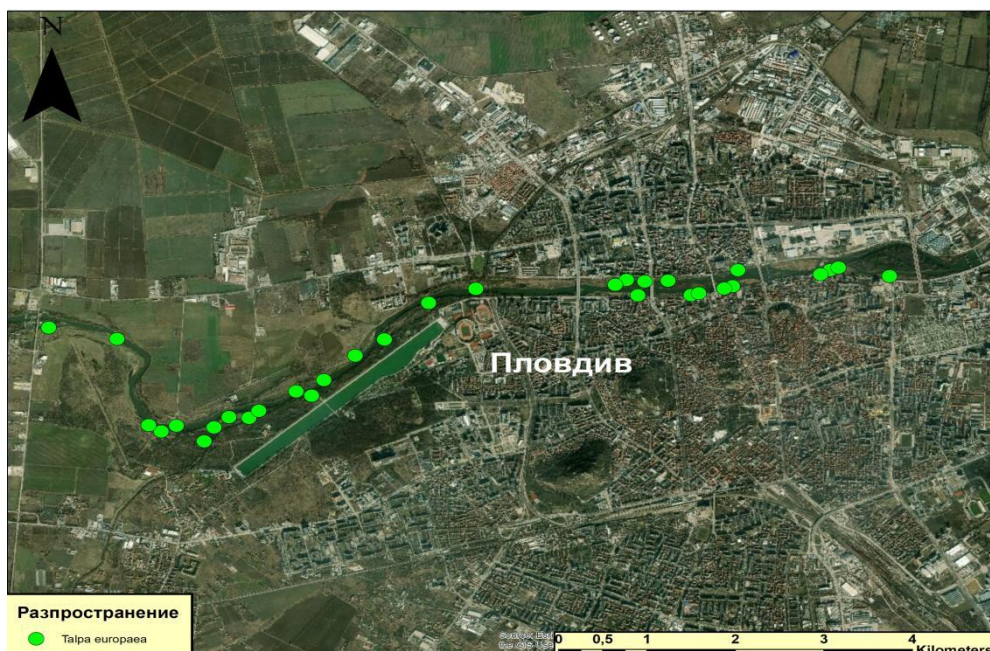 N
Пловдив
Разпространение
Talpa europaea
0 0,5 1 2 3 4
Kilometers